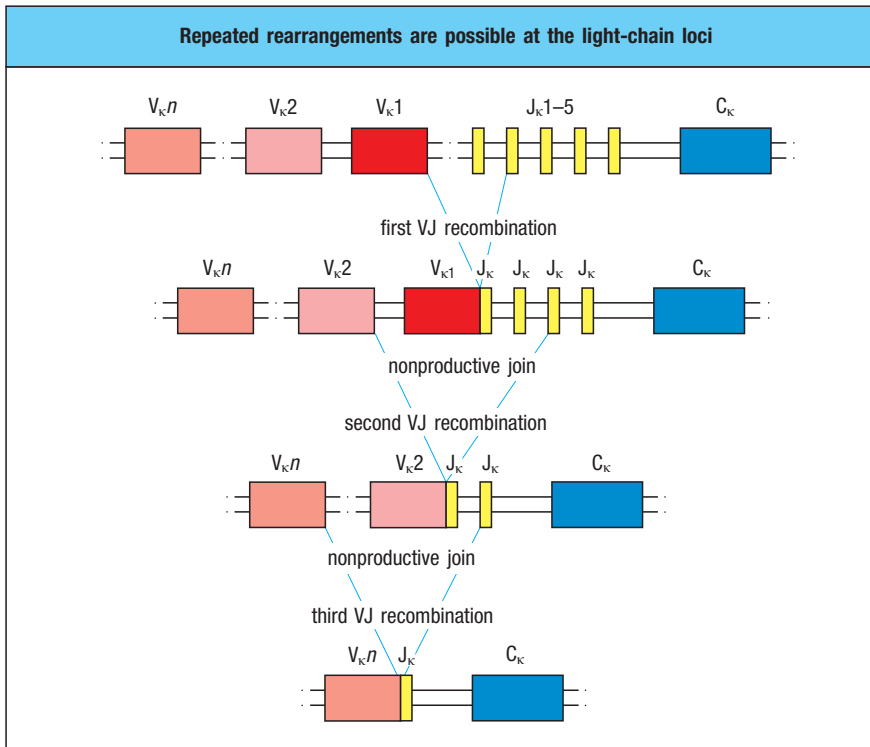 Repeated rearrangements are possible at the light-chain loci
Vκn Vκ2 Vκ1 Jκ1–5 Cκ
first VJ recombination
Vκn Vκ2 Vκ1 Jκ Jκ Jκ Jκ Cκ
nonproductive join
second VJ recombination
Vκn Vκ2 Jκ Jκ Cκ
nonproductive join
third VJ recombination
Vκn Jκ Cκ